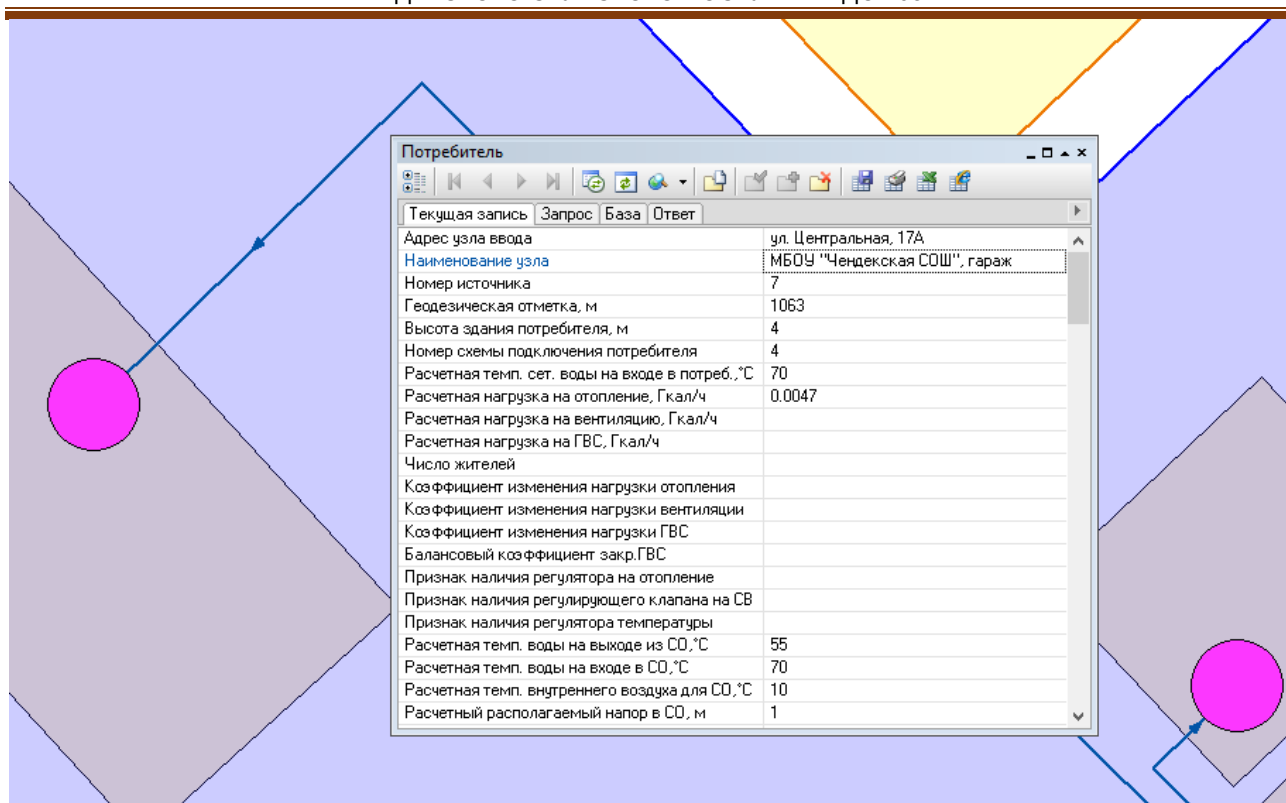 Потребитель
Текущая запись Запрос База Ответ
Адрес узла ввода ул. Центральная, 17А
Наименование узла МБОУ "Чендекская СОШ", гараж
Номер источника 7
Геодезическая отметка, м 1063
Высота здания потребителя, м 4
Номер схемы подключения потребителя 4
Расчетная темп. сет. воды на входе в потреб.,°C 70
Расчетная нагрузка на отопление, Гкал/ч 0.0047
Расчетная нагрузка на вентиляцию, Гкал/ч
Расчетная нагрузка на ГВС, Гкал/ч
Число жителей
Коэффициент изменения нагрузки отопления
Коэффициент изменения нагрузки вентиляции
Коэффициент изменения нагрузки ГВС
Балансовый коэффициент закр.ГВС
Признак наличия регулятора на отопление
Признак наличия регулирующего клапана на СВ
Признак наличия регулятора температуры
Расчетная темп. воды на выходе из СО,°C 55
Расчетная темп. воды на входе в СО,°C 70
Расчетная темп. внутреннего воздуха для СО,°C 10
Расчетный располагаемый напор в СО, м 1